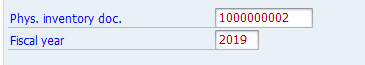 Phys. inventory doc. 1000000002
Fiscal year 2019